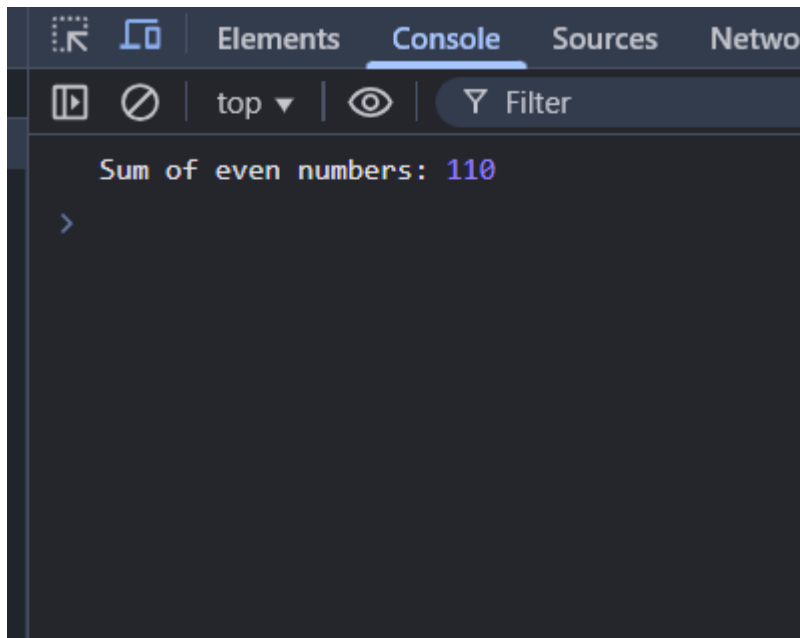 Elements Console Sources Netwo
top Filter
Sum of even numbers: 110